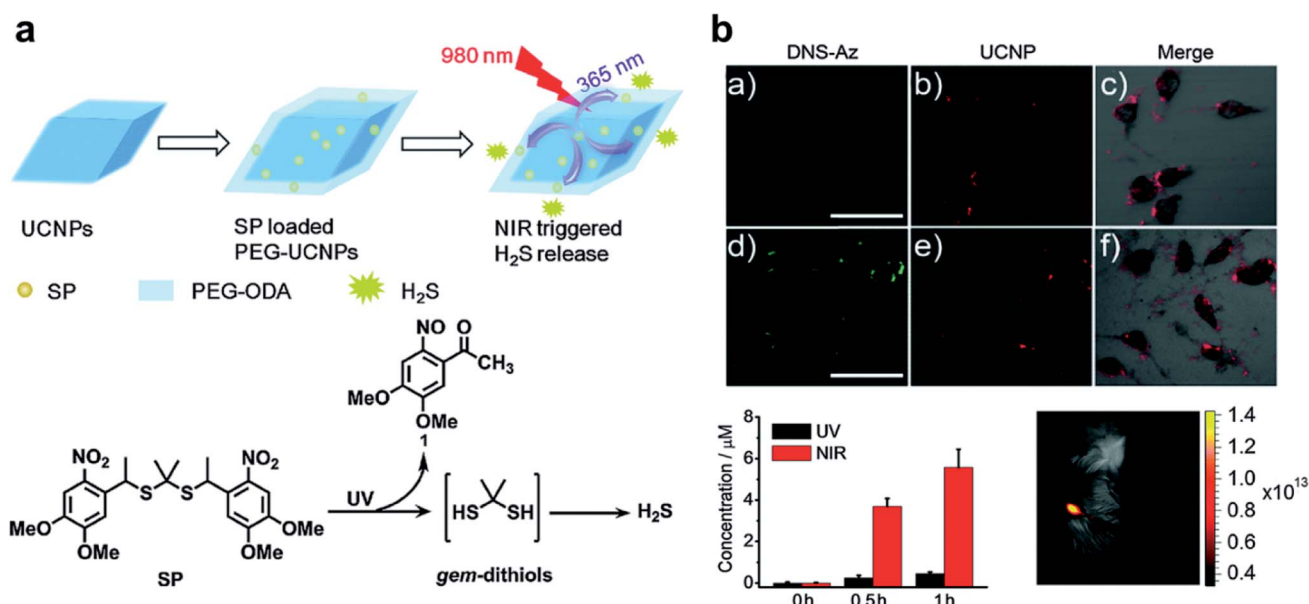 a
980 nm
365 nm
UCNPs
SP loaded
PEG-UCNPs
NIR triggered
H₂S release
SP
PEG-ODA
H₂S
NO
O
CH₃
MeO
OMe
1
NO₂
S
S
NO₂
MeO
OMe
OMe
OMe
SP
UV
HS
SH
gem-dithiols
H₂S
b
DNS-Az
UCNP
Merge
a)
b)
c)
d)
e)
f)
Concentration / μM
8
6
4
2
0
UV
NIR
0h
0.5h
1h
1.4
1.2
1.0
0.8
0.6
0.4
x10¹³